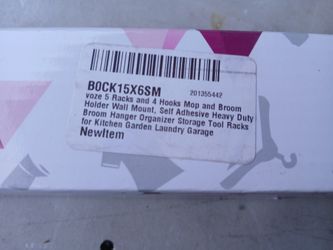 B0CK15X6SM
201355442
voze 5 Racks and 4 Hooks Mop and Broom
Holder Wall Mount, Self Adhesive Heavy Duty
Broom Hanger Organizer Storage Tool Racks
for Kitchen Garden Laundry Garage
NewItem